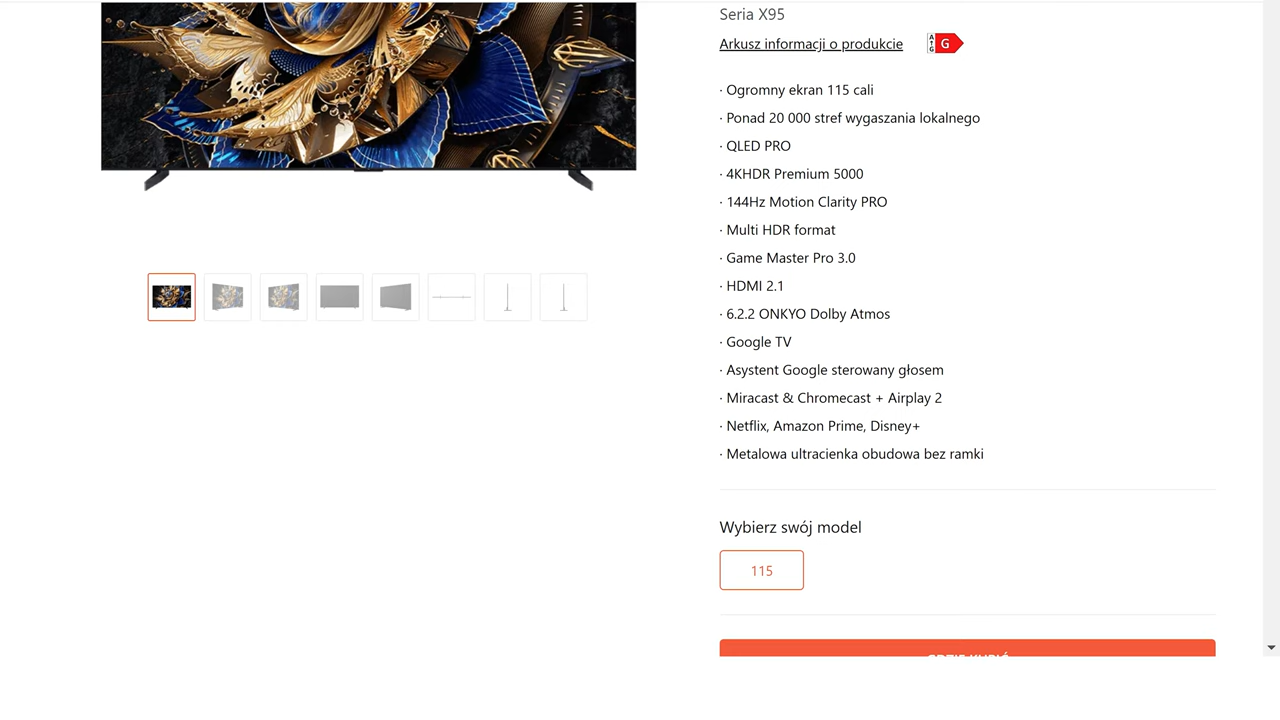 Seria X95
Arkusz informacji o produkcie
A
G
G
· Ogromny ekran 115 cali
· Ponad 20 000 stref wygaszania lokalnego
· QLED PRO
· 4KHDR Premium 5000
· 144Hz Motion Clarity PRO
· Multi HDR format
· Game Master Pro 3.0
· HDMI 2.1
· 6.2.2 ONKYO Dolby Atmos
· Google TV
· Asystent Google sterowany głosem
· Miracast & Chromecast + Airplay 2
· Netflix, Amazon Prime, Disney+
· Metalowa ultracienka obudowa bez ramki
Wybierz swój model
115
GDZIE KUPIĆ